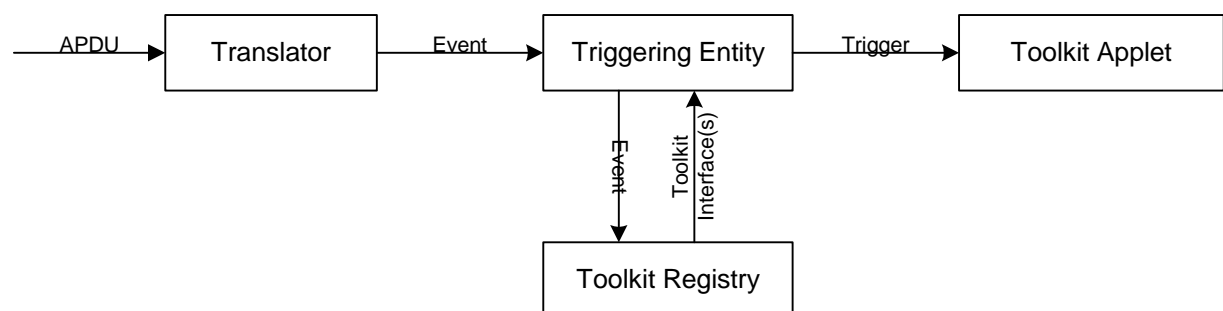 APDU
Translator
Event
Triggering Entity
Trigger
Toolkit Applet
Event
Toolkit
Interface(s)
Toolkit Registry